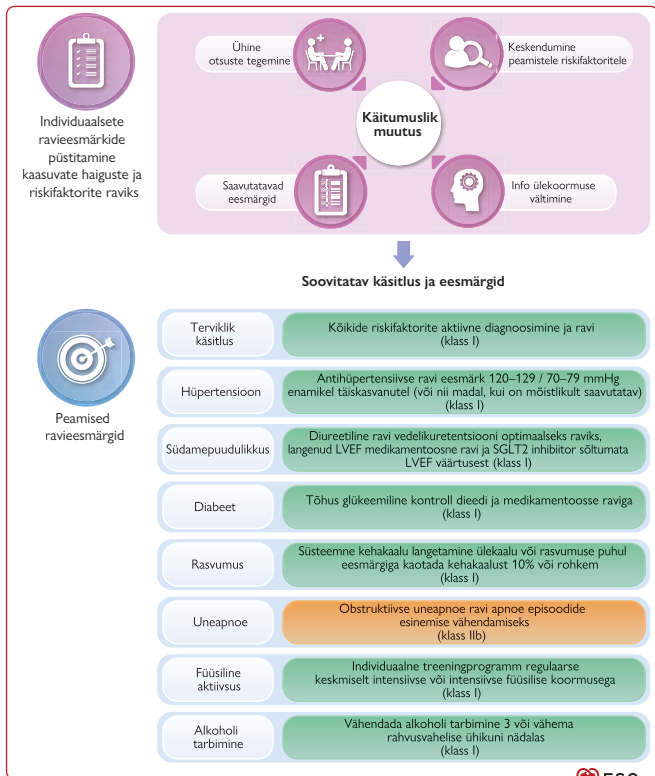 Individuaalsete
ravieesmärkide
püstitamine
kaasuvate haiguste ja
riskifaktorite raviks
Ühine
otsuste tegemine
Keskendumine
peamistele riskifaktoritele
Käitumuslik
muutus
Saavutatavad
eesmärgid
Info ülekoormuse
vältimine
Soovitatav käsitlus ja eesmärgid
Peamised
ravieesmärgid
Terviklik
käsitlus
Kõikide riskifaktorite aktiivne diagnoosimine ja ravi
(klass I)
Hüpertensioon
Antihüpertensiivse ravi eesmärk 120–129 / 70–79 mmHg
enamikel täiskasvanutel (või nii madal, kui on mõistlikult saavutatav)
(klass I)
Südamepuudulikkus
Diureetiline ravi vedelikuretentsiooni optimaalseks raviks,
langenud LVEF medikamentoosne ravi ja SGLT2 inhibiitor sõltumata
LVEF väärtusest (klass I)
Diabeet
Tõhus glükeemiline kontroll dieedi ja medikamentoosse raviga
(klass I)
Rasvumus
Süsteemne kehakaalu langetamine ülekaalu või rasvumuse puhul
eesmärgiga kaotada kehakaalust 10% või rohkem
(klass I)
Uneapnoe
Obstruktiivse uneapnoe ravi apnoe episoodide
esinemise vähendamiseks
(klass IIb)
Füüsiline
aktiivsus
Individuaalne treeningprogramm regulaarse
keskmiselt intensiivse või intensiivse füüsilise koormusega
(klass I)
Alkoholi
tarbimine
Vähendada alkoholi tarbimine 3 või vähema
rahvusvahelise ühikuni nädalas
(klass I)